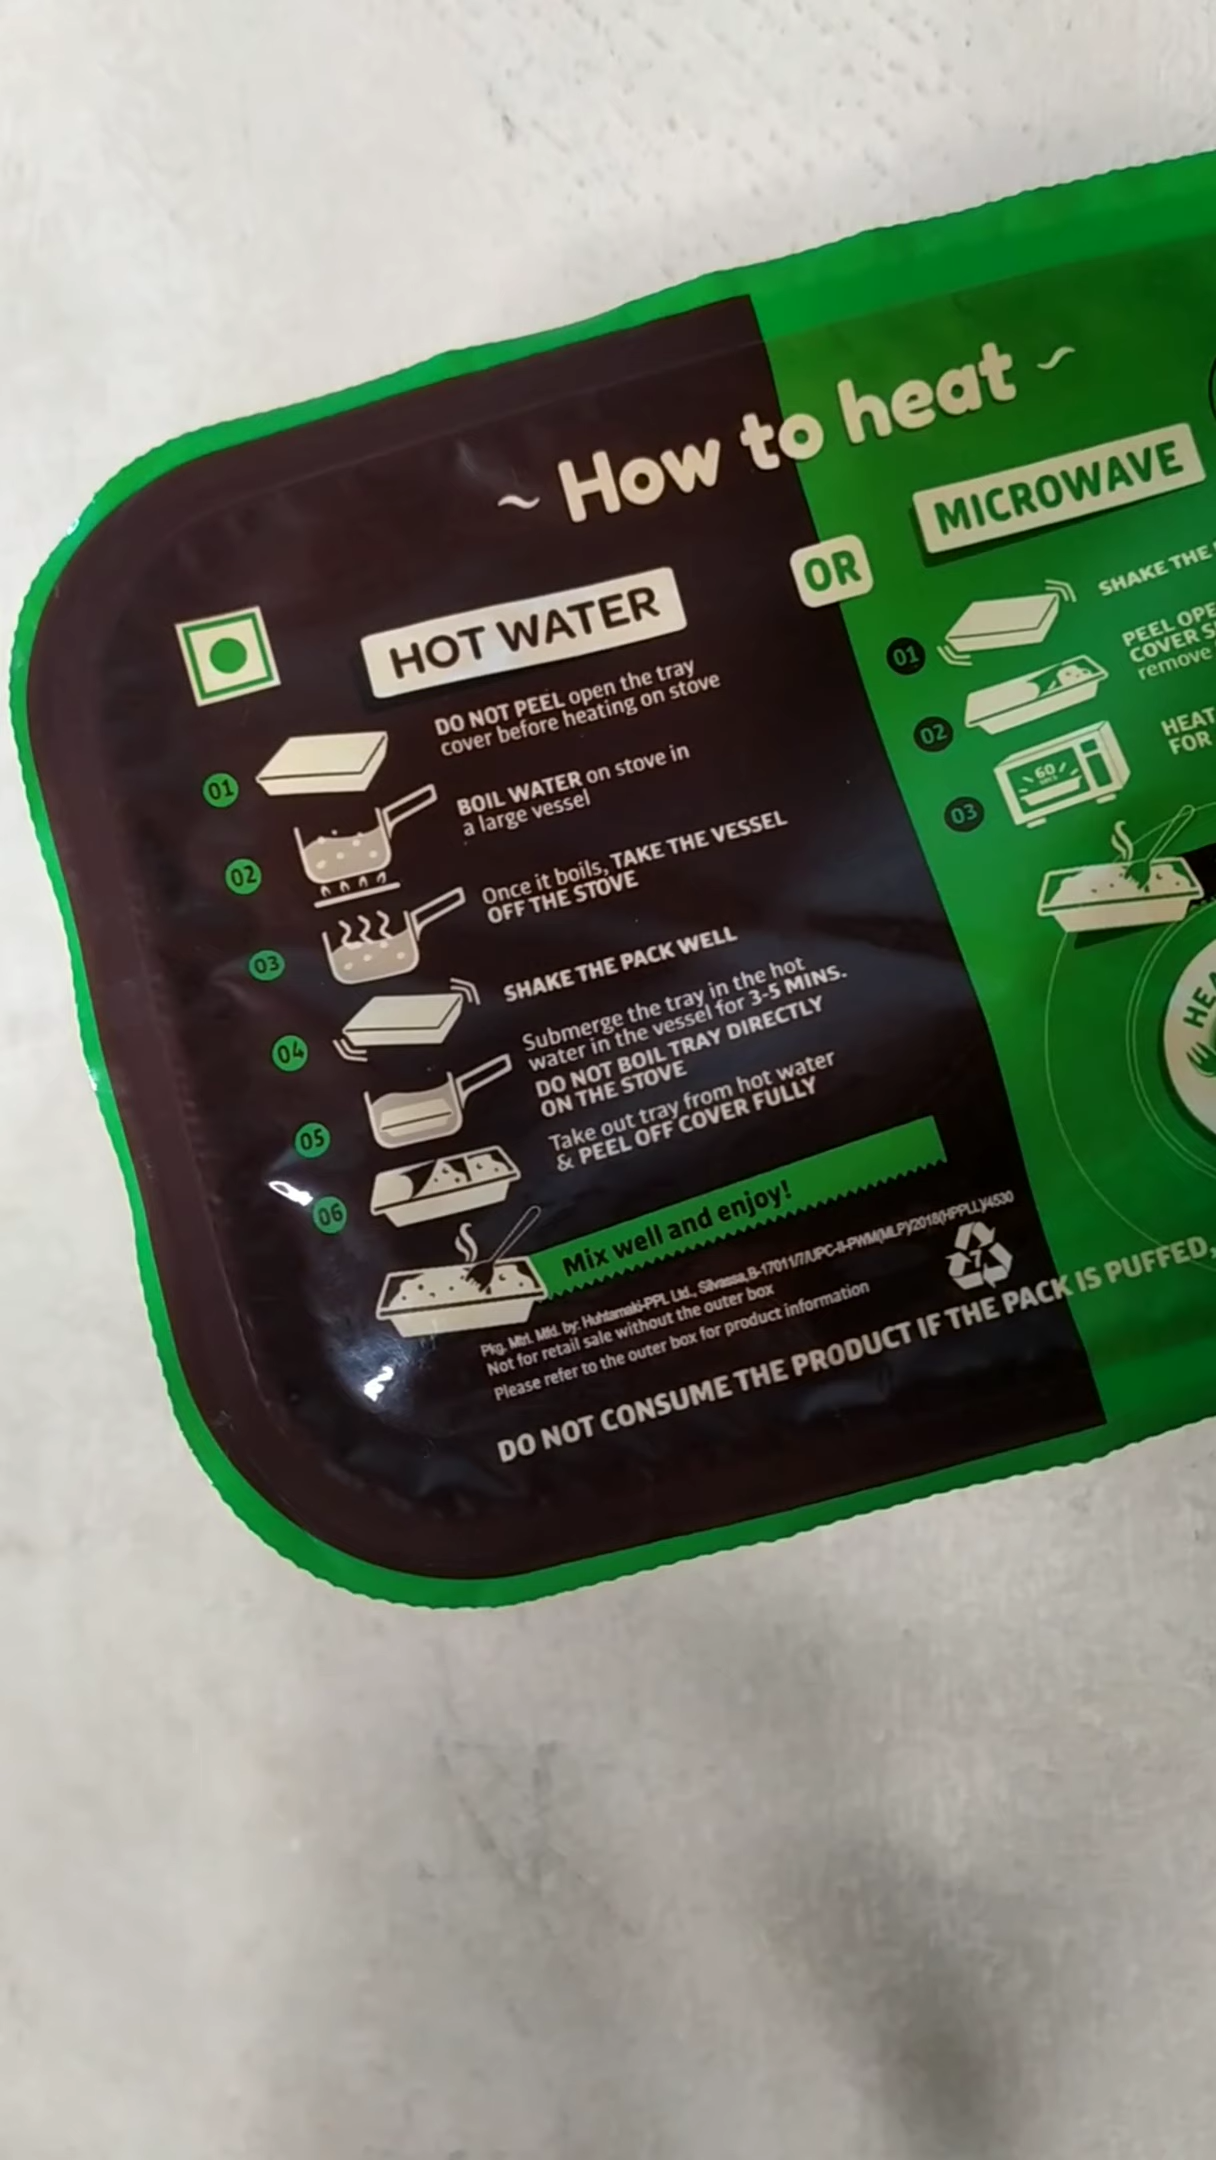 ~ How to heat ~
HOT WATER
01
DO NOT PEEL open the tray
cover before heating on stove
02
BOIL WATER on stove in
a large vessel
03
Once it boils, TAKE THE VESSEL
OFF THE STOVE
04
SHAKE THE PACK WELL
05
Submerge the tray in the hot
water in the vessel for 3-5 MINS.
DO NOT BOIL TRAY DIRECTLY
ON THE STOVE
06
Take out tray from hot water
& PEEL OFF COVER FULLY
Mix well and enjoy!
Pkg. Mtrl. Mfd. by: Huhtamaki-PPL Ltd., Silvassa,B-17011/7/UPC-II-PWM(MLP)/2018(HPPLL)/4530
Not for retail sale without the outer box
Please refer to the outer box for product information
7
DO NOT CONSUME THE PRODUCT IF THE PACK IS PUFFED,
OR
MICROWAVE
01
SHAKE THE
02
PEEL OPE
COVER S
remove
03
60
HEAT
FOR
HEA